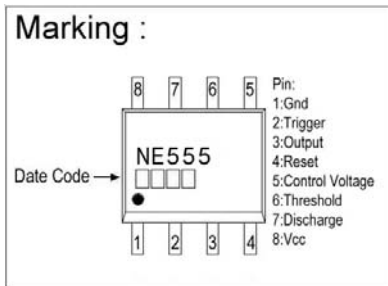 Marking :
8 7 6 5
NE555
Date Code
1 2 3 4
Pin:
1:Gnd
2:Trigger
3:Output
4:Reset
5:Control Voltage
6:Threshold
7:Discharge
8:Vcc